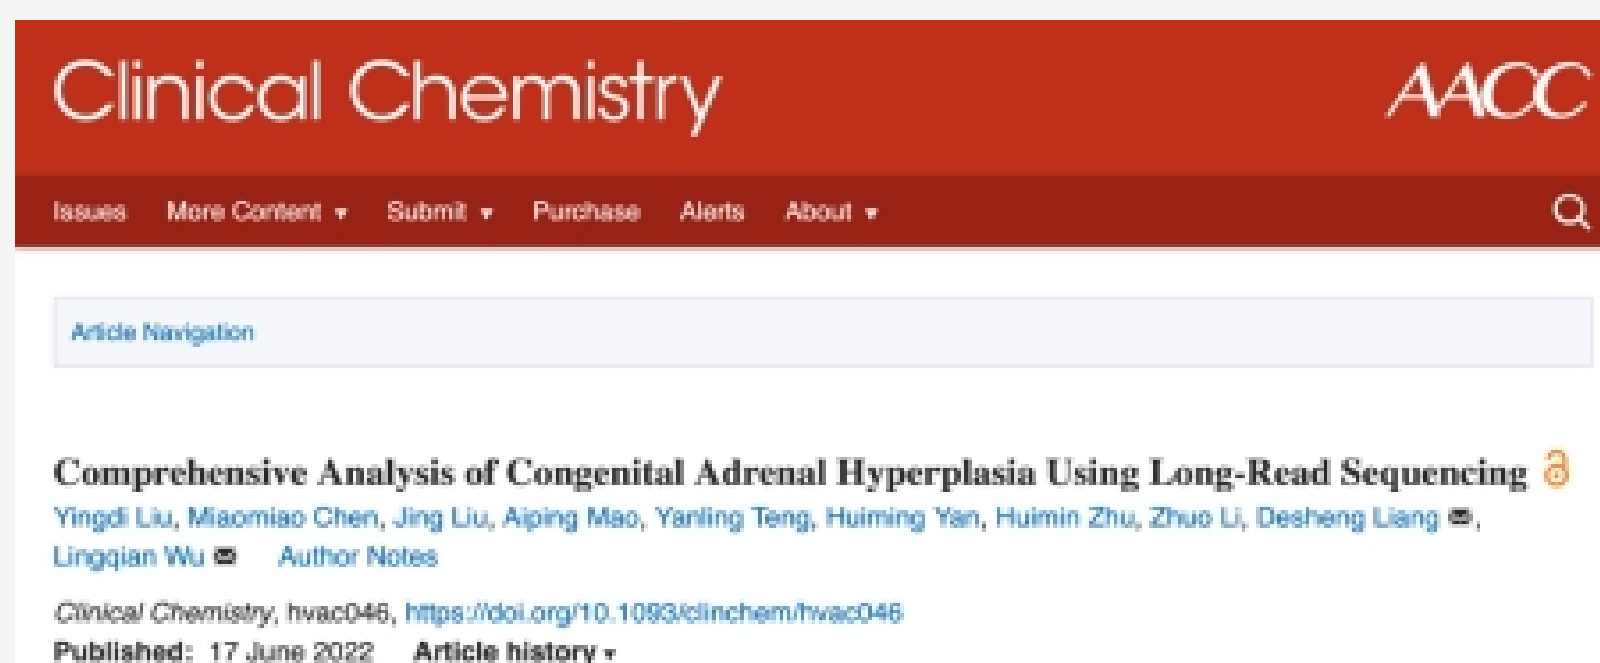 Clinical Chemistry AACC
Issues More Content ▾ Submit ▾ Purchase Alerts About ▾
Article Navigation
Comprehensive Analysis of Congenital Adrenal Hyperplasia Using Long-Read Sequencing
Yingdi Liu, Miaomiao Chen, Jing Liu, Aiping Mao, Yanling Teng, Huiming Yan, Huimin Zhu, Zhuo Li, Desheng Liang ,
Lingqian Wu Author Notes
Clinical Chemistry, hvac046, https://doi.org/10.1093/clinchem/hvac046
Published: 17 June 2022 Article history ▾